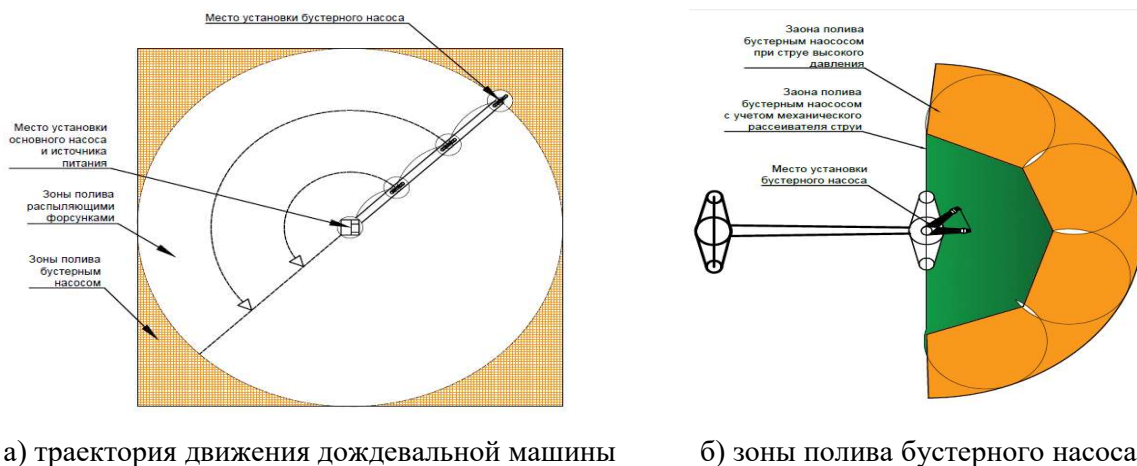 Место установки бустерного насоса
Место установки
основного насоса
и источника
питания
Зоны полива
распыляющими
форсунками
Зоны полива
бустерным
насосом
Заона полива
бустерным наососом
при струе высокого
давления
Заона полива
бустерным наососом
с учетом механического
рассеивателя струи
Место установки
бустерного насоса
а) траектория движения дождевальной машины
б) зоны полива бустерного насоса